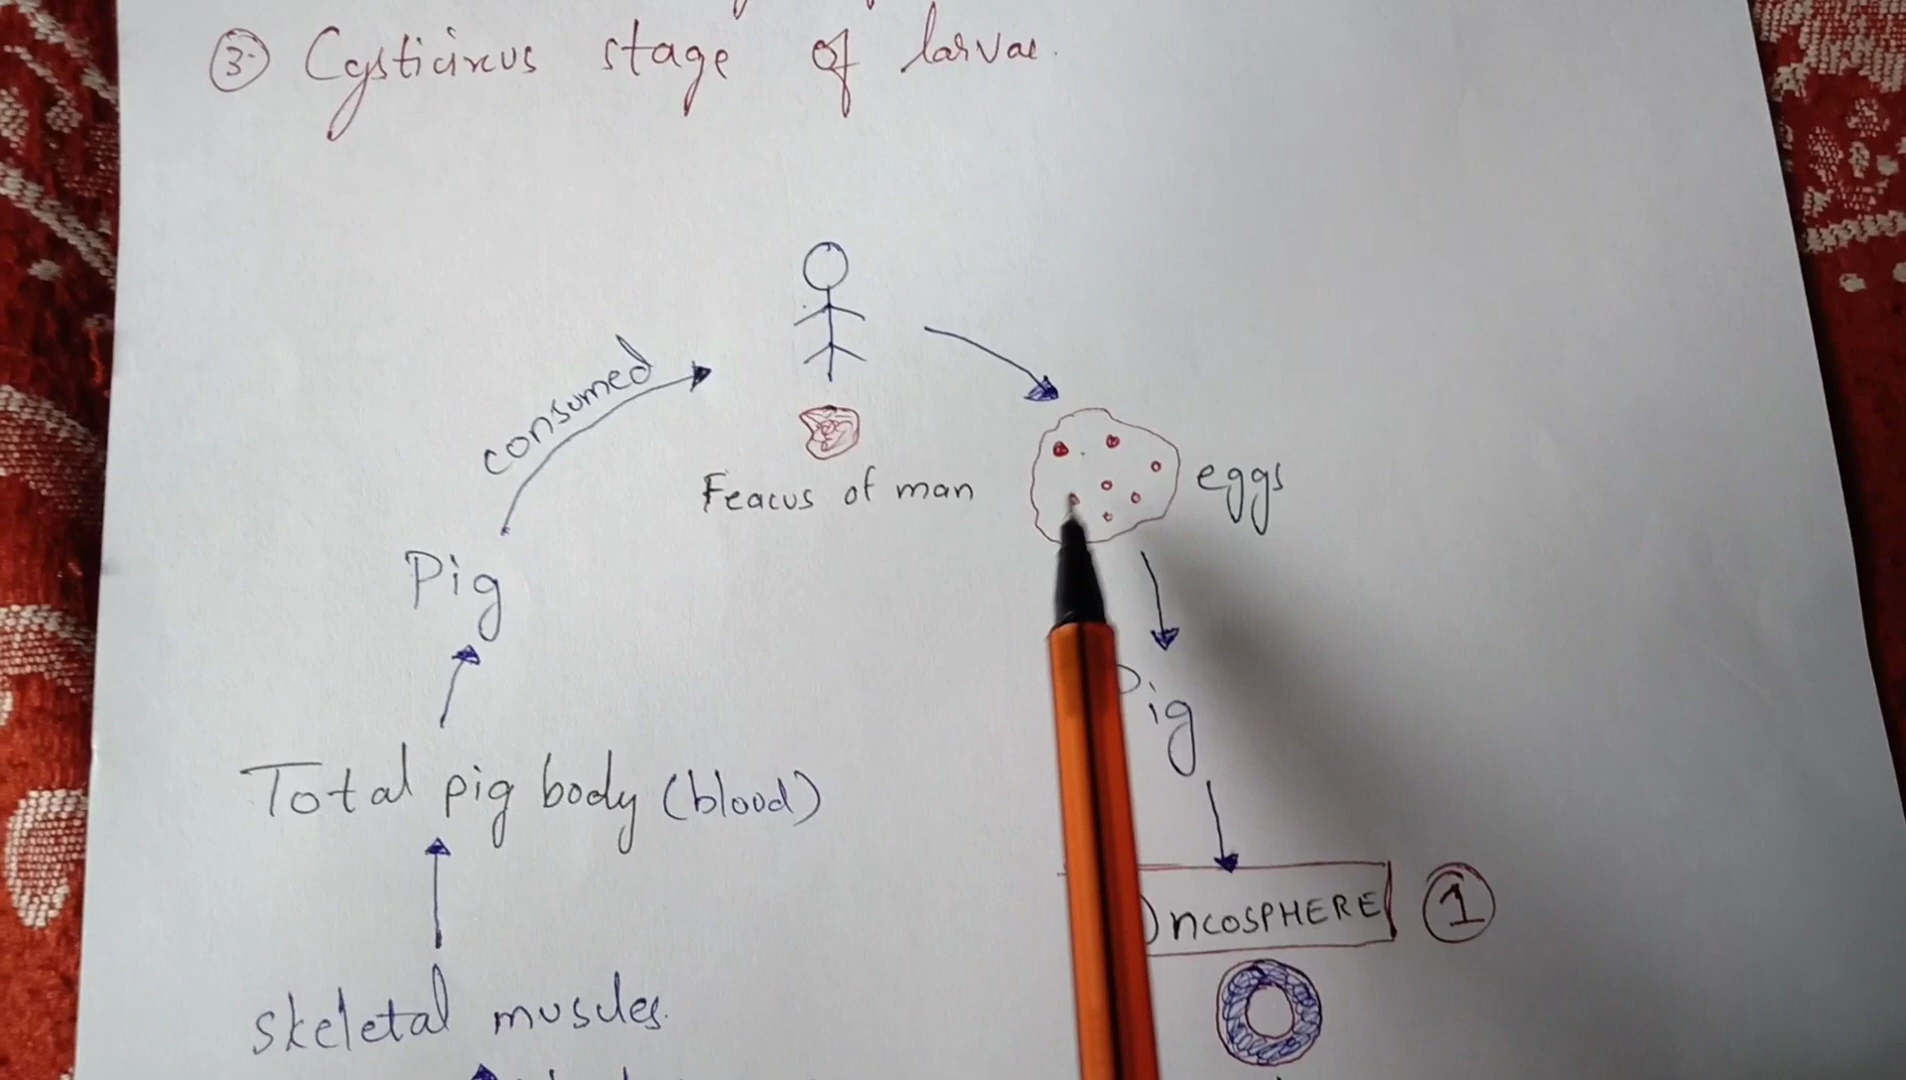 ③ Cysticircus stage of larvae.
consumed
Feacus of man
eggs
Pig
Total pig body (blood)
ncosPHERE ①
skeletal muscles.